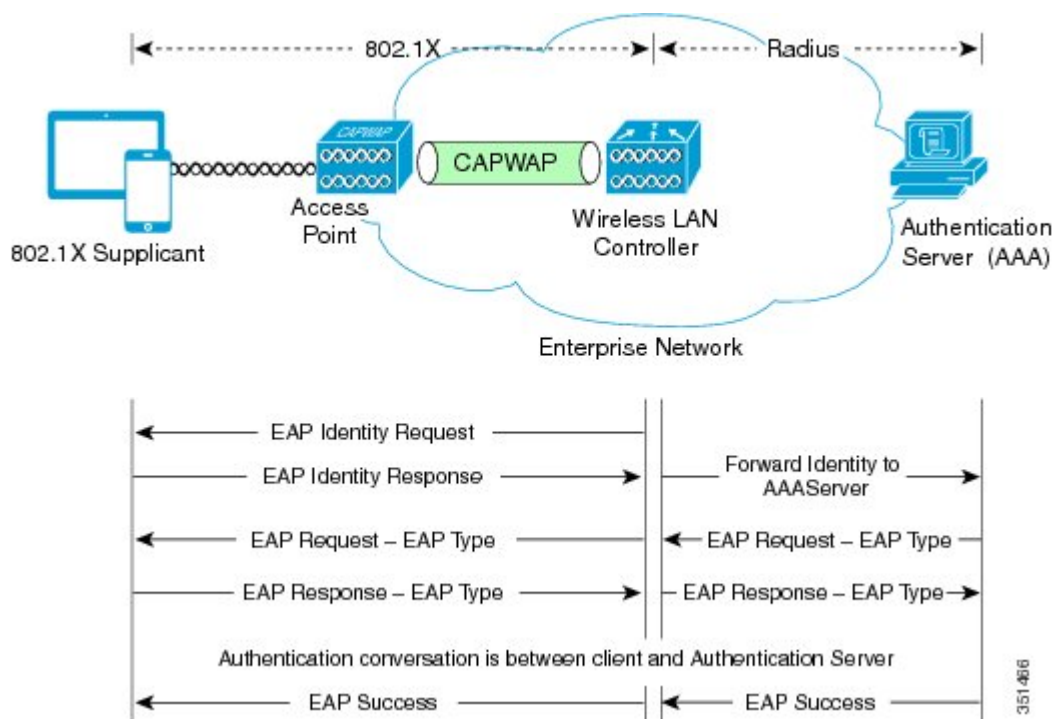 802.1X
Radius
CAPWAP
CAPWAP
Access
Point
Wireless LAN
Controller
802.1X Supplicant
Authentication
Server (AAA)
Enterprise Network
EAP Identity Request
EAP Identity Response
Forward Identity to
AAAServer
EAP Request – EAP Type
EAP Request – EAP Type
EAP Response – EAP Type
EAP Response – EAP Type
Authentication conversation is between client and Authentication Server
EAP Success
EAP Success
351466